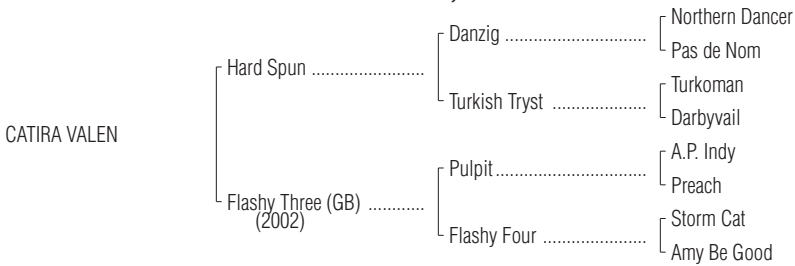 Northern Dancer
Danzig
Pas de Nom
Hard Spun
Turkoman
Turkish Tryst
Darbyvail
CATIRA VALEN
A.P. Indy
Pulpit
Preach
Flashy Three (GB)
(2002)
Storm Cat
Flashy Four
Amy Be Good